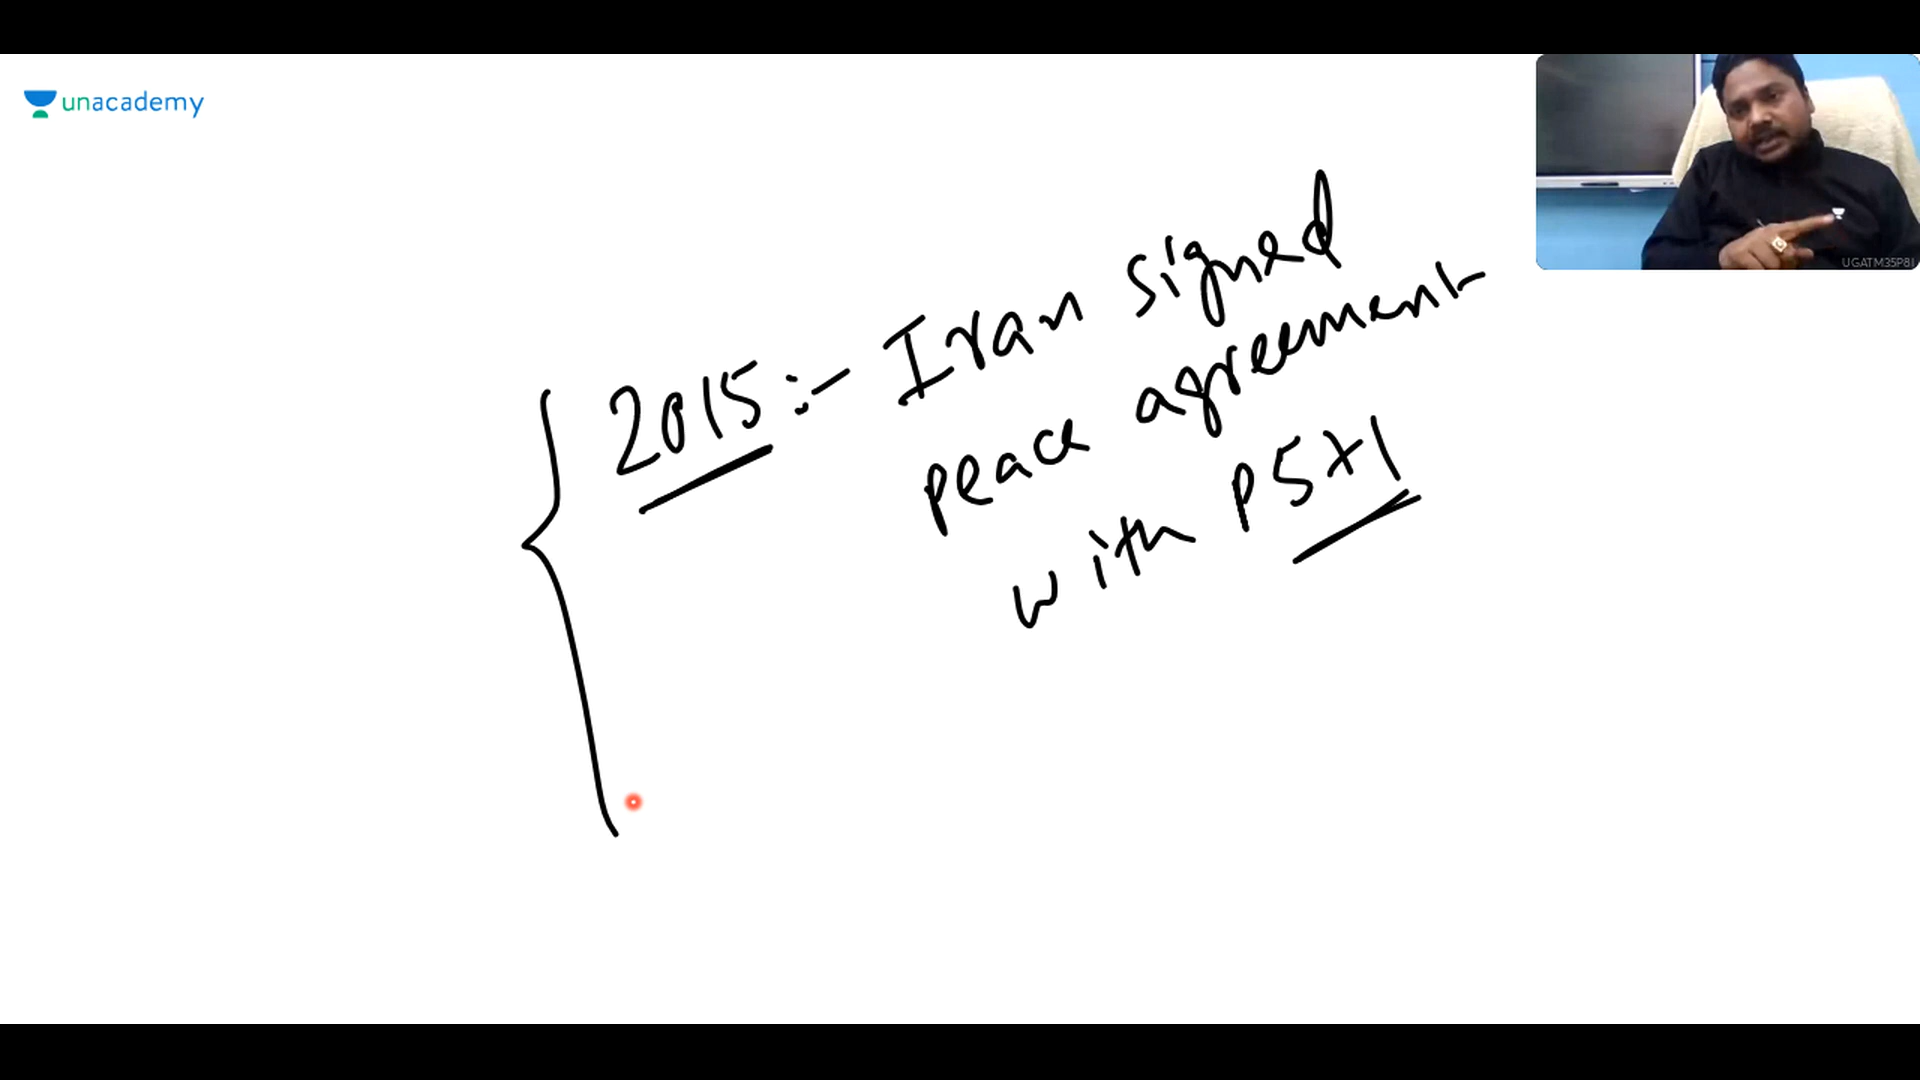 unacademy
UGATM35P8I
2015:- Iran signed
peace agreement
with P5+1